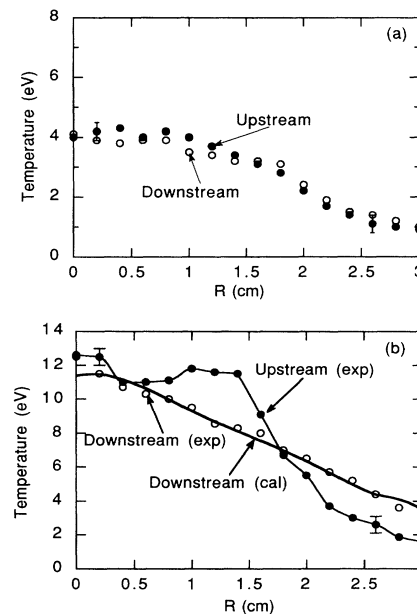 (a)
8
6
4
2
0
Temperature (eV)
Upstream
Downstream
0 0.5 1 1.5 2 2.5 3
R (cm)
(b)
14
12
10
8
6
4
2
0
Temperature (eV)
Upstream (exp)
Downstream (exp)
Downstream (cal)
0 0.5 1 1.5 2 2.5 3
R (cm)